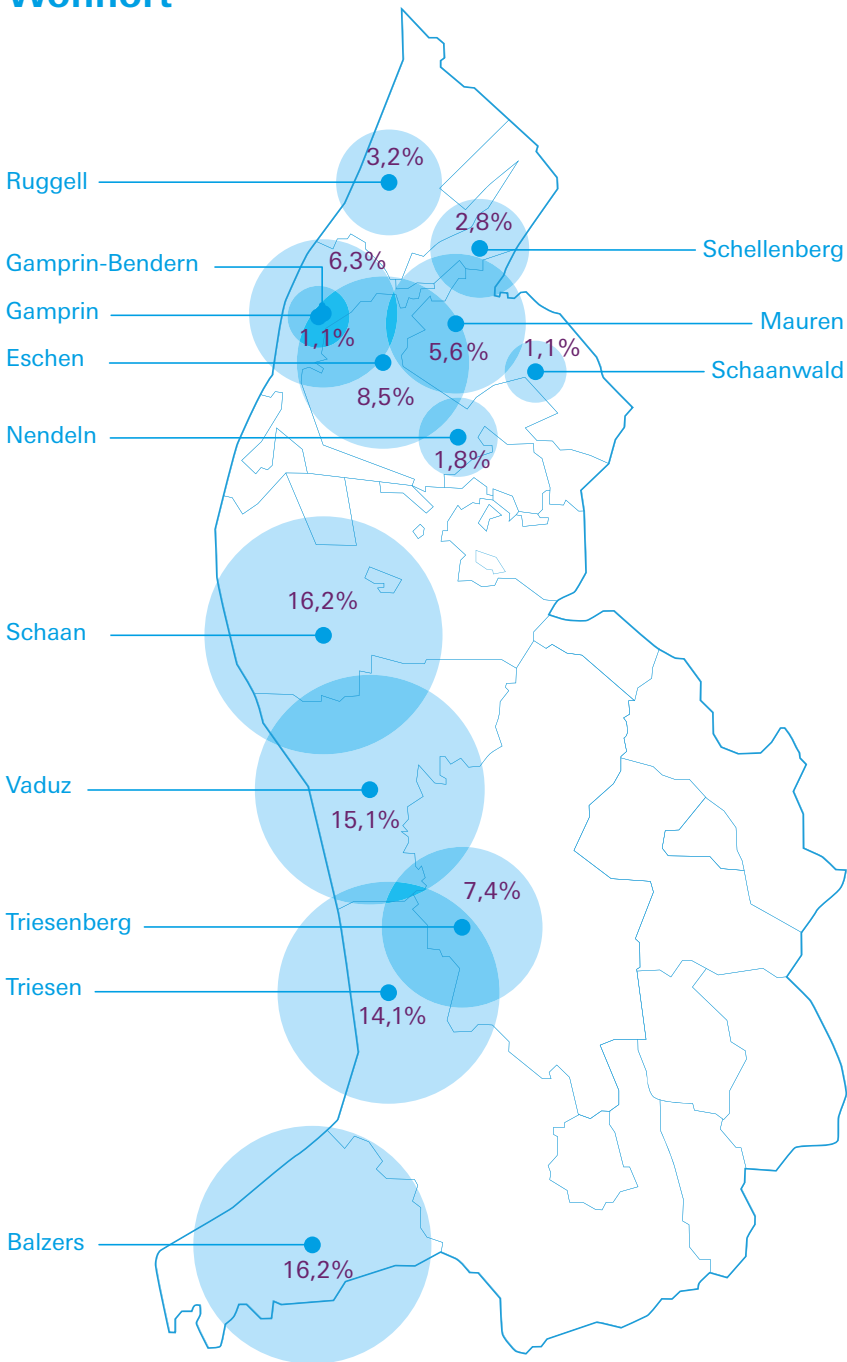 Wohnort
3,2%
Ruggell
2,8%
Schellenberg
Gamprin-Bendern
6,3%
Gamprin
1,1%
Mauren
5,6%
Eschen
1,1%
Schaanwald
8,5%
Nendeln
1,8%
16,2%
Schaan
Vaduz
15,1%
7,4%
Triesenberg
Triesen
14,1%
Balzers
16,2%